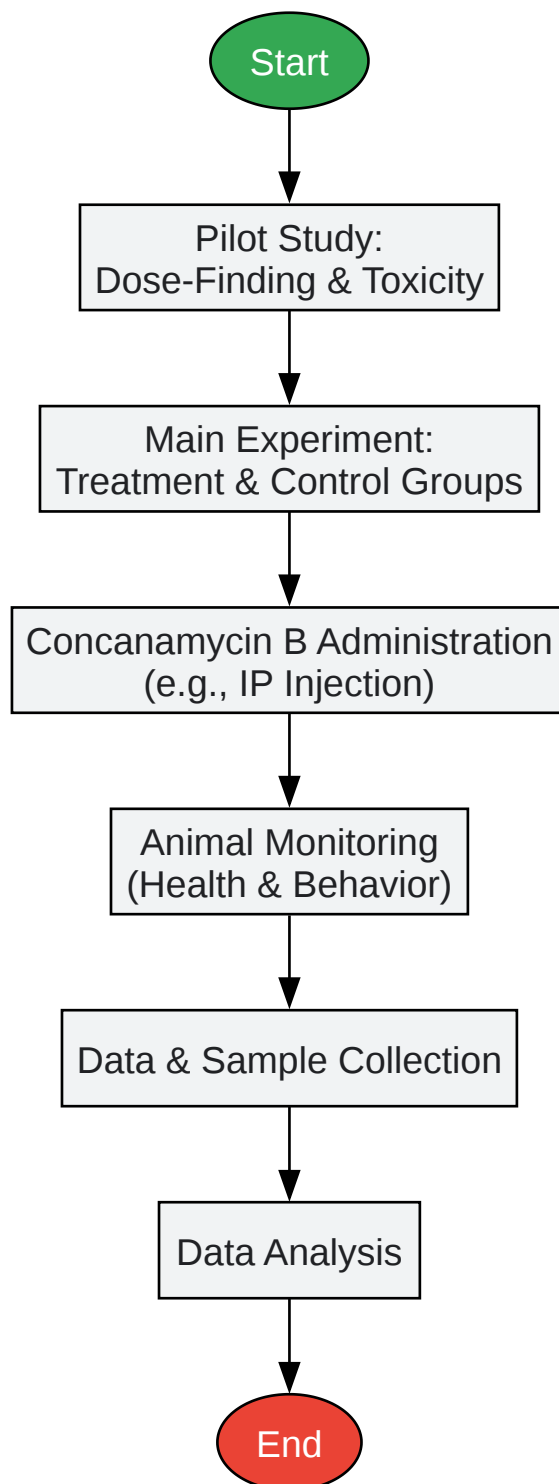 Start
Pilot Study:
Dose-Finding & Toxicity
Main Experiment:
Treatment & Control Groups
Concanamycin B Administration
(e.g., IP Injection)
Animal Monitoring
(Health & Behavior)
Data & Sample Collection
Data Analysis
End